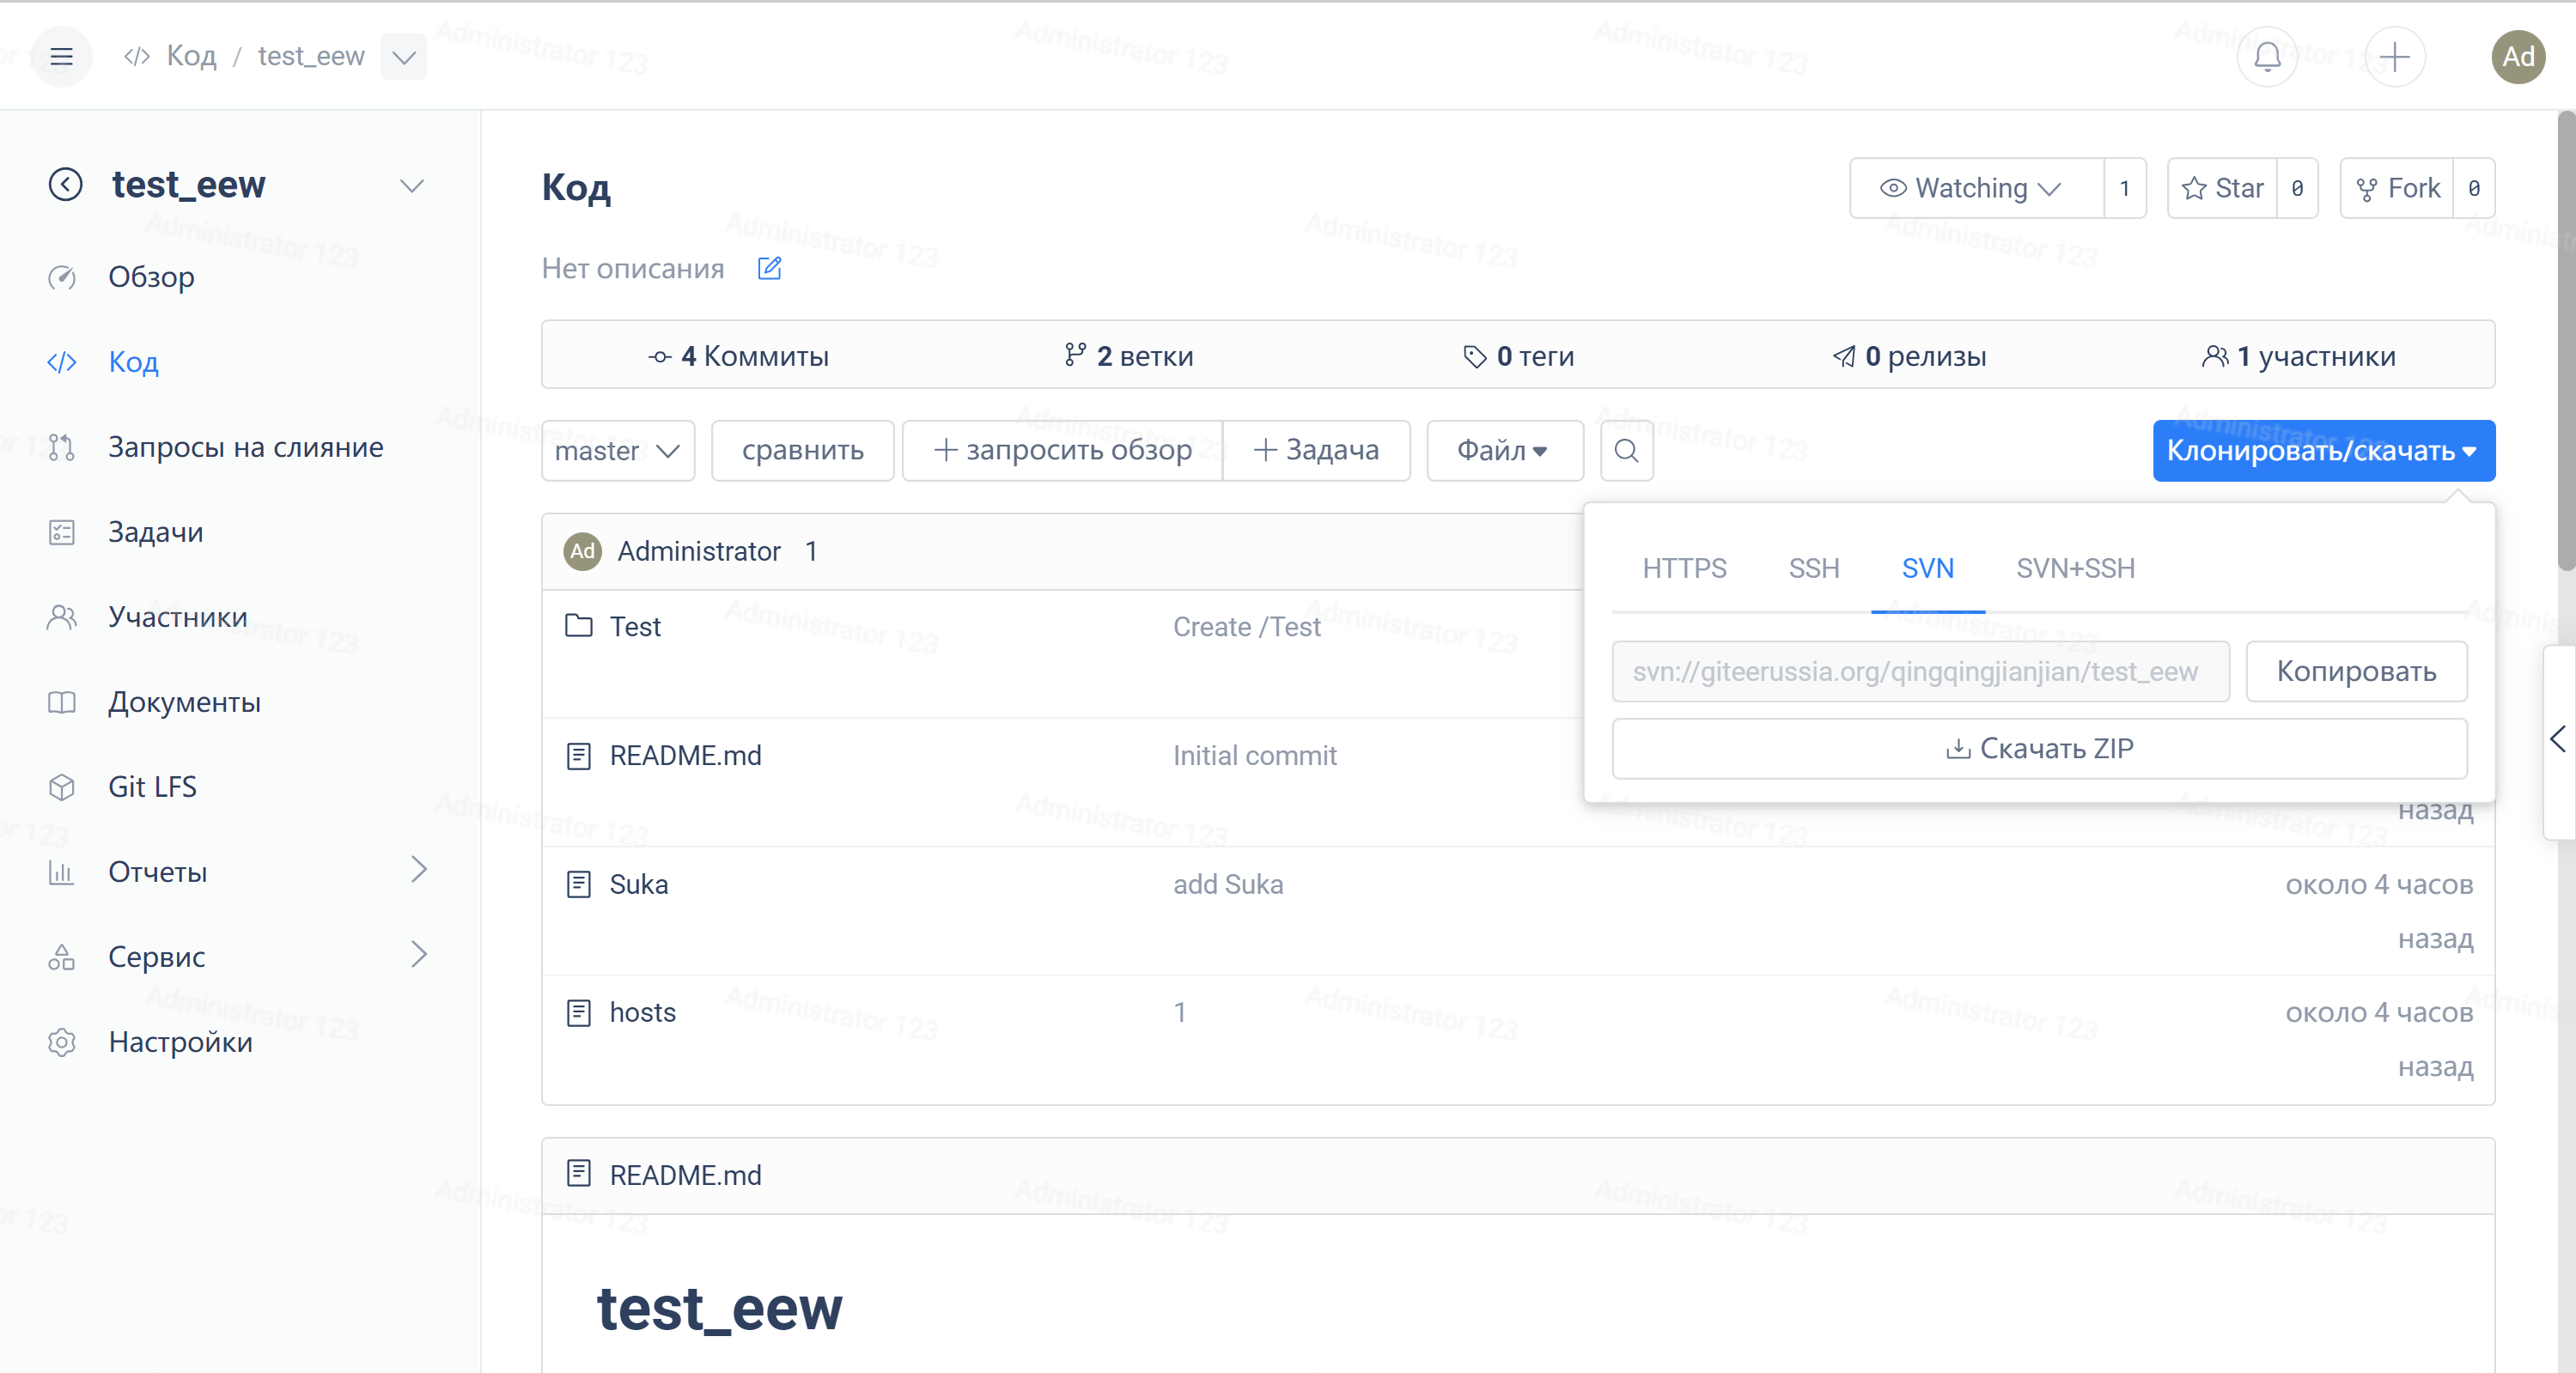 Код / test_eew
Ad
test_eew
Обзор
Код
Запросы на слияние
Задачи
Участники
Документы
Git LFS
Отчеты
Сервис
Настройки
Код
Watching 1
Star 0
Fork 0
Нет описания
4 Коммиты
2 ветки
0 теги
0 релизы
1 участники
master
сравнить
запросить обзор
Задача
Файл
Клонировать/скачать
HTTPS SSH SVN SVN+SSH
svn://giteerussia.org/qingqingjianjian/test_eew
Копировать
Скачать ZIP
Ad Administrator 1
Test Create /Test
README.md Initial commit
назад
Suka add Suka около 4 часов
назад
hosts 1 около 4 часов
назад
README.md
test_eew
Administrator 123